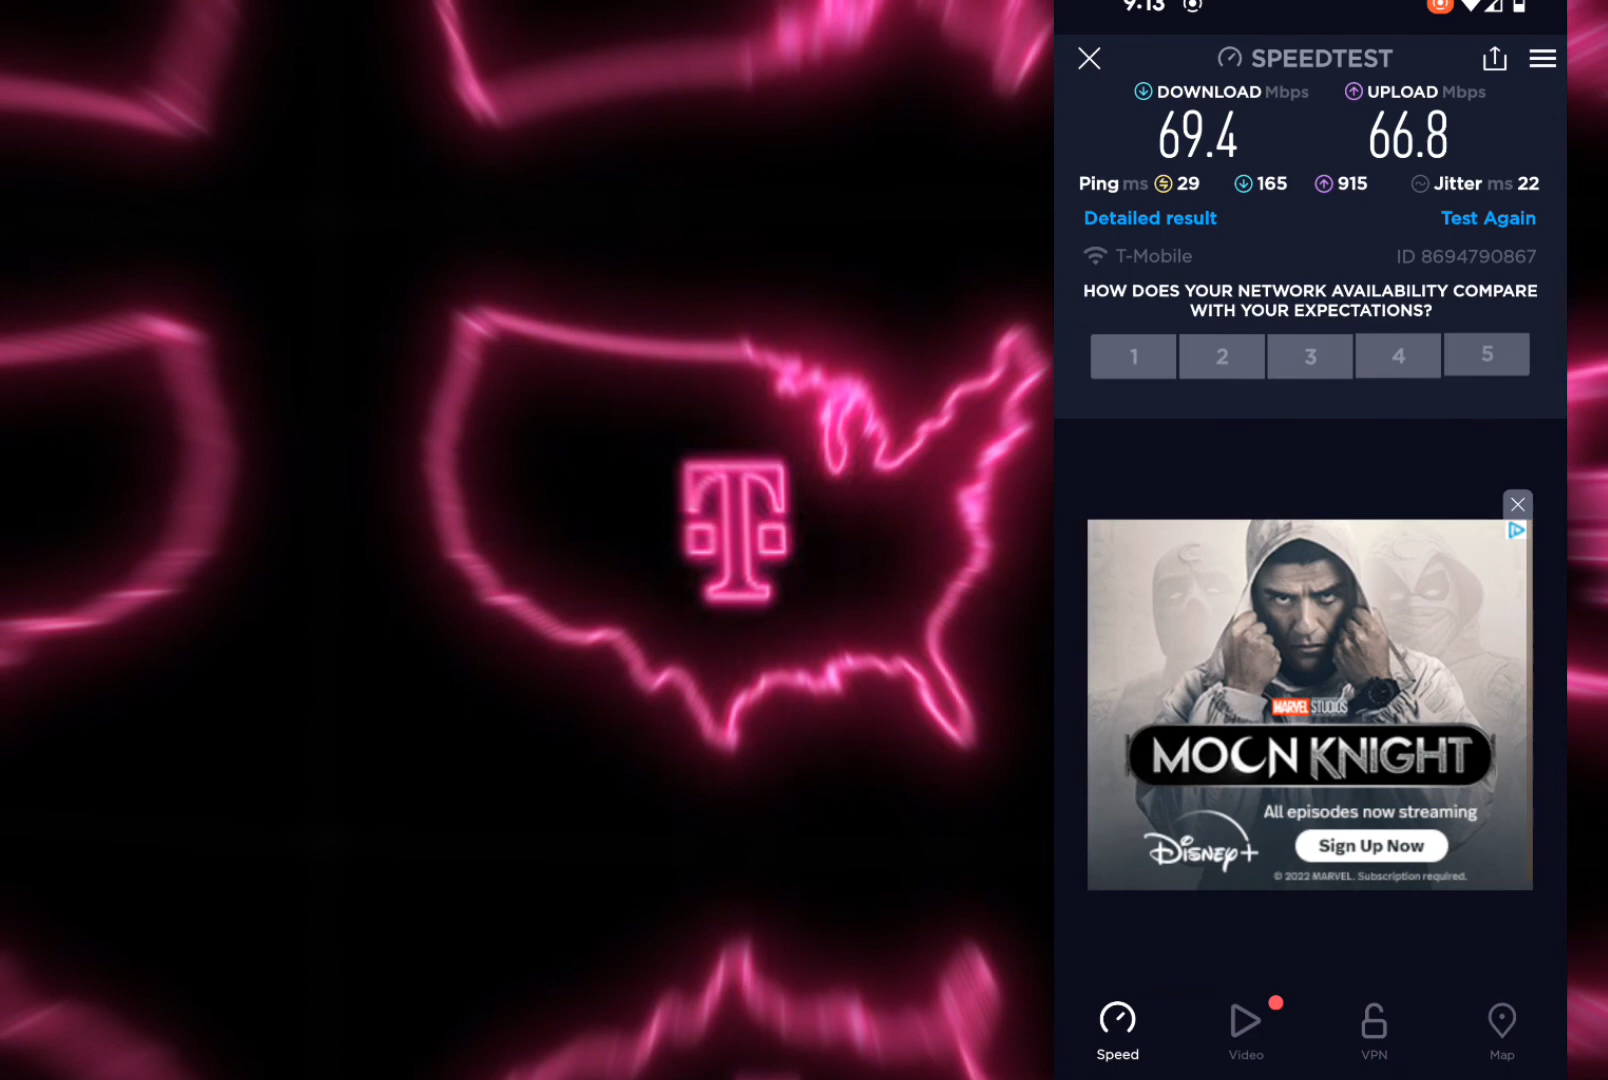 9:13
SPEEDTEST
DOWNLOAD Mbps UPLOAD Mbps
69.4 66.8
Ping ms 29 165 915 Jitter ms 22
Detailed result Test Again
T-Mobile ID 8694790867
HOW DOES YOUR NETWORK AVAILABILITY COMPARE
WITH YOUR EXPECTATIONS?
1 2 3 4 5
T
MARVEL STUDIOS
MOON KNIGHT
All episodes now streaming
Disney+ Sign Up Now
© 2022 MARVEL. Subscription required.
Speed Video VPN Map